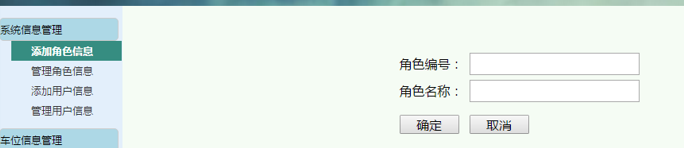 系统信息管理
添加角色信息
管理角色信息
添加用户信息
管理用户信息
车位信息管理
角色编号：
角色名称：
确定 取消